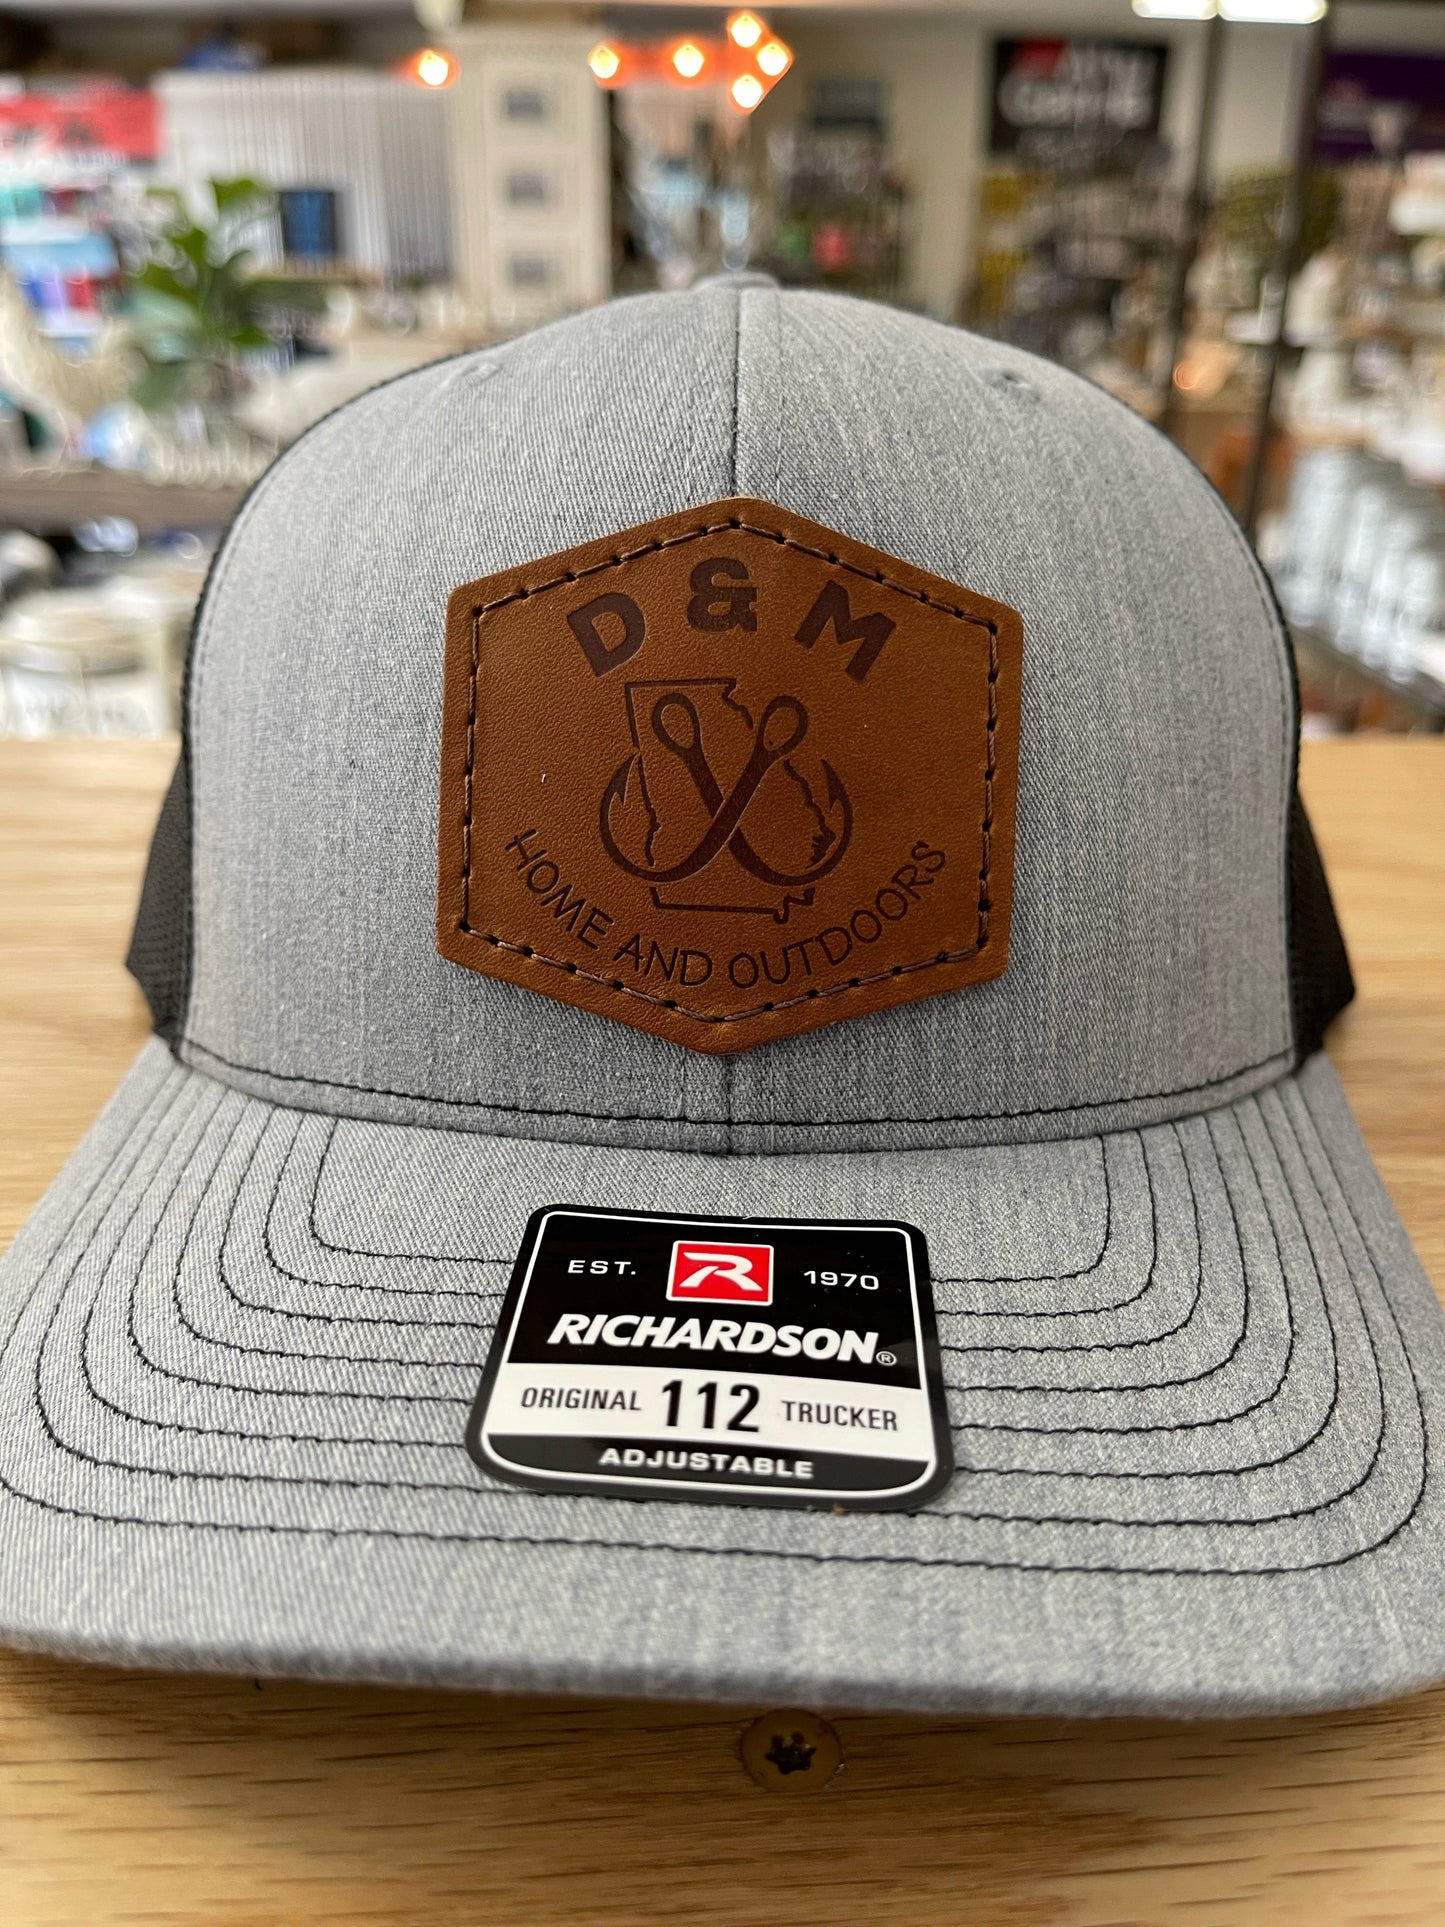 D & M
HOME AND OUTDOORS
EST. R 1970
RICHARDSON®
ORIGINAL 112 TRUCKER
ADJUSTABLE